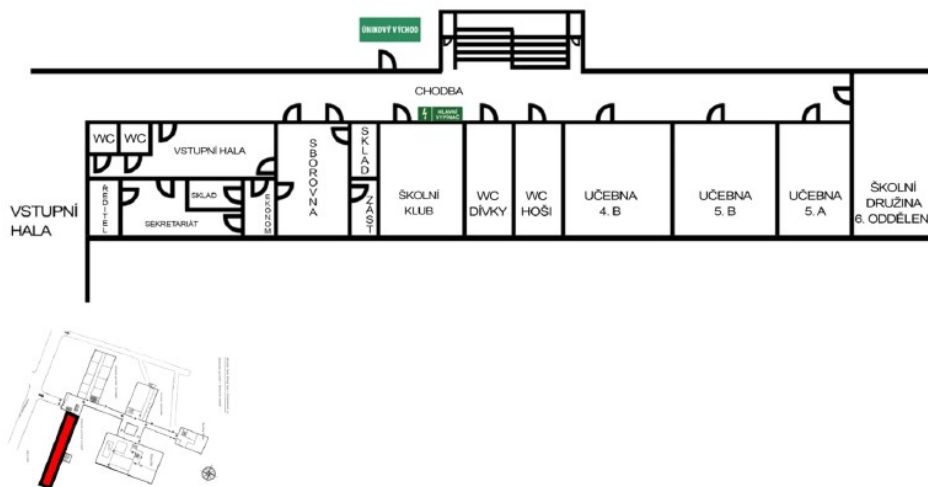 ÚNIKOVÝ VÝCHOD
CHODBA
HLAVNÍ
VYPÍNAČ
WC
WC
VSTUPNÍ HALA
SBOROVNA
SKLAD
ŠKOLNÍ
KLUB
WC
DÍVKY
WC
HOŠI
UČEBNA
4. B
UČEBNA
5. B
UČEBNA
5. A
ŠKOLNÍ
DRUŽINA
6. ODDĚLEN
VSTUPNÍ
HALA
ŘEDITEL
SEKRETARIÁT
SKLAD
EKONOM
ZÁST